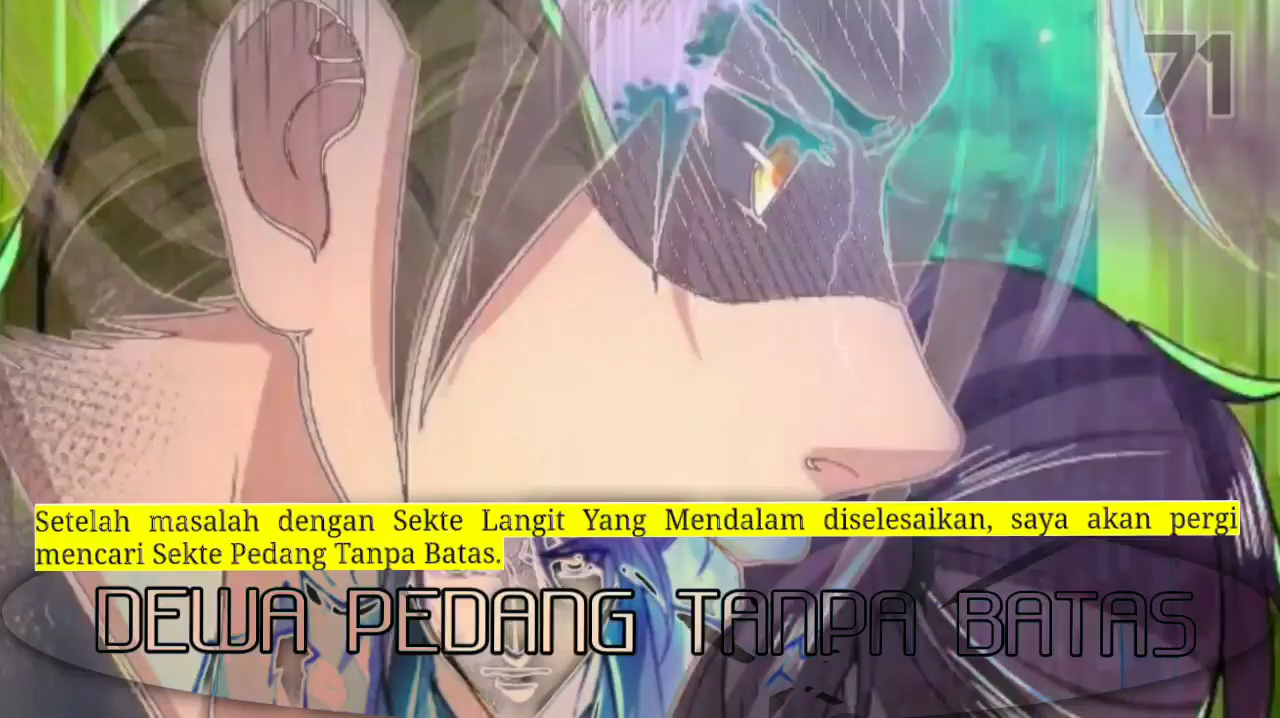 71
Setelah masalah dengan Sekte Langit Yang Mendalam diselesaikan, saya akan pergi
mencari Sekte Pedang Tanpa Batas.
DEWA PEDANG TANPA BATAS